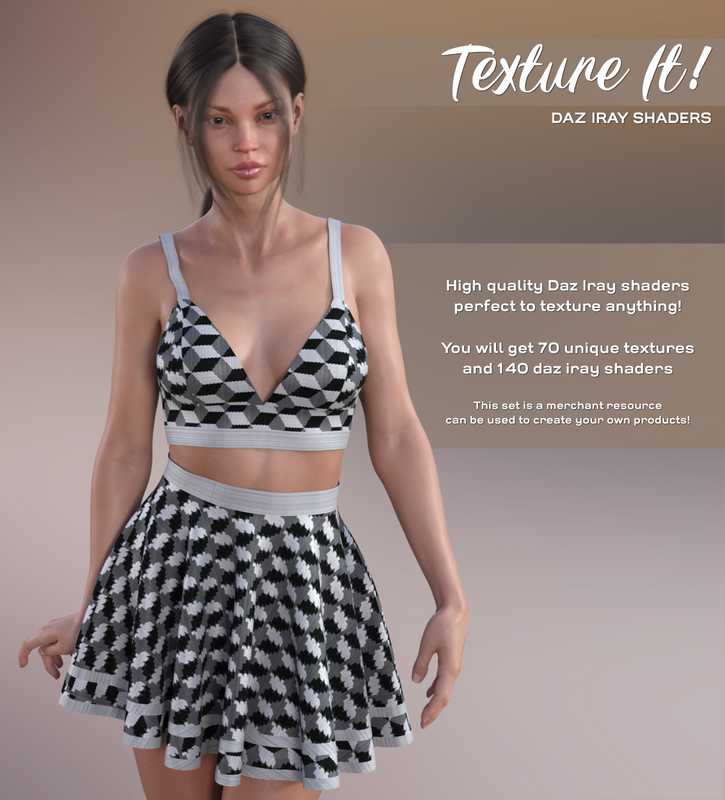 Texture It!
DAZ IRAY SHADERS
High quality Daz Iray shaders
perfect to texture anything!
You will get 70 unique textures
and 140 daz iray shaders
This set is a merchant resource
can be used to create your own products!